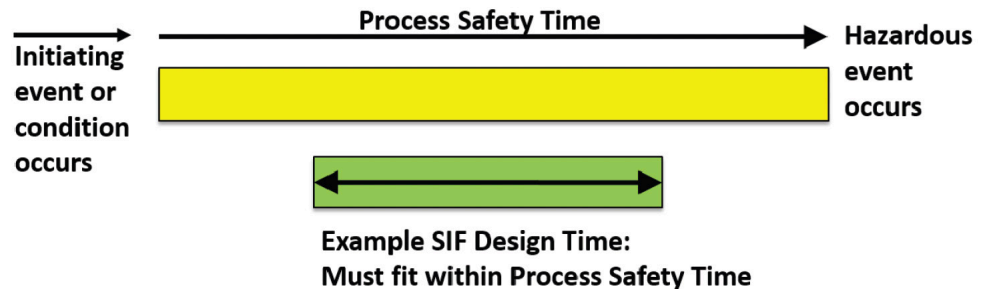 Process Safety Time
Initiating
event or
condition
occurs
Hazardous
event
occurs
Example SIF Design Time:
Must fit within Process Safety Time